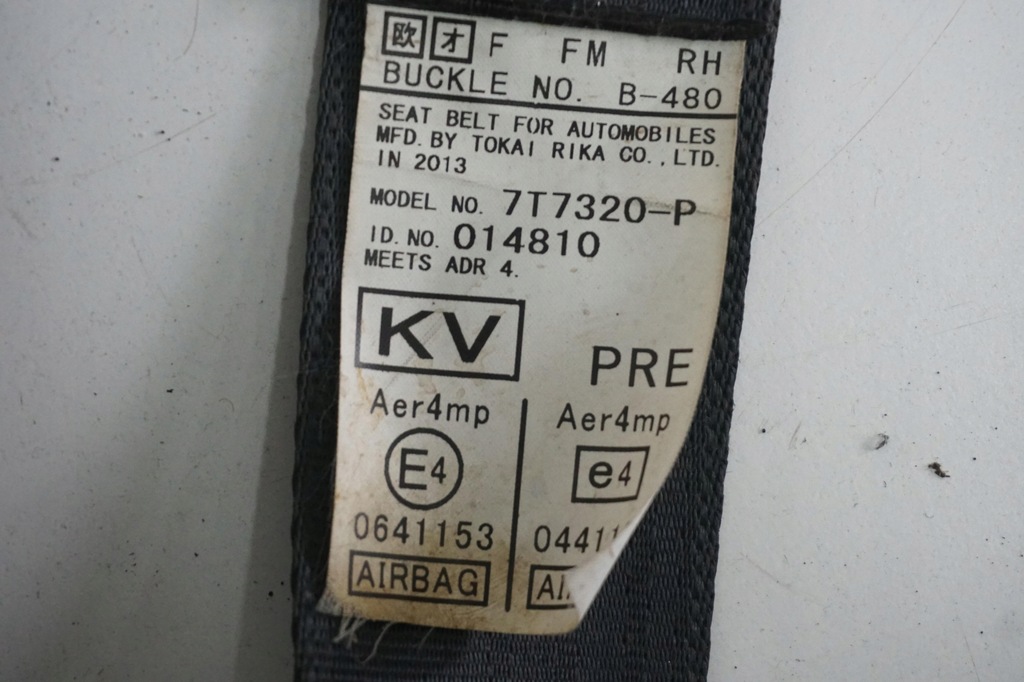 欧 オ F FM RH
BUCKLE NO. B-480
SEAT BELT FOR AUTOMOBILES
MFD. BY TOKAI RIKA CO., LTD.
IN 2013
MODEL NO. 7T7320-P
ID. NO. 014810
MEETS ADR 4.
KV
PRE
Aer4mp
E4
0641153
AIRBAG
Aer4mp
e4